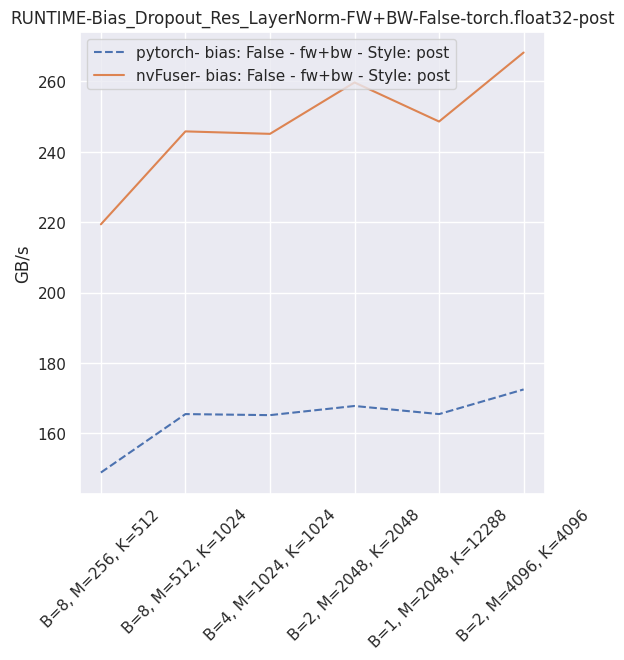 RUNTIME-Bias_Dropout_Res_LayerNorm-FW+BW-False-torch.float32-post
pytorch- bias: False - fw+bw - Style: post
nvFuser- bias: False - fw+bw - Style: post
260
240
220
200
180
160
GB/s
B=8, M=256, K=512
B=8, M=512, K=1024
B=4, M=1024, K=1024
B=2, M=2048, K=2048
B=1, M=2048, K=12288
B=2, M=4096, K=4096